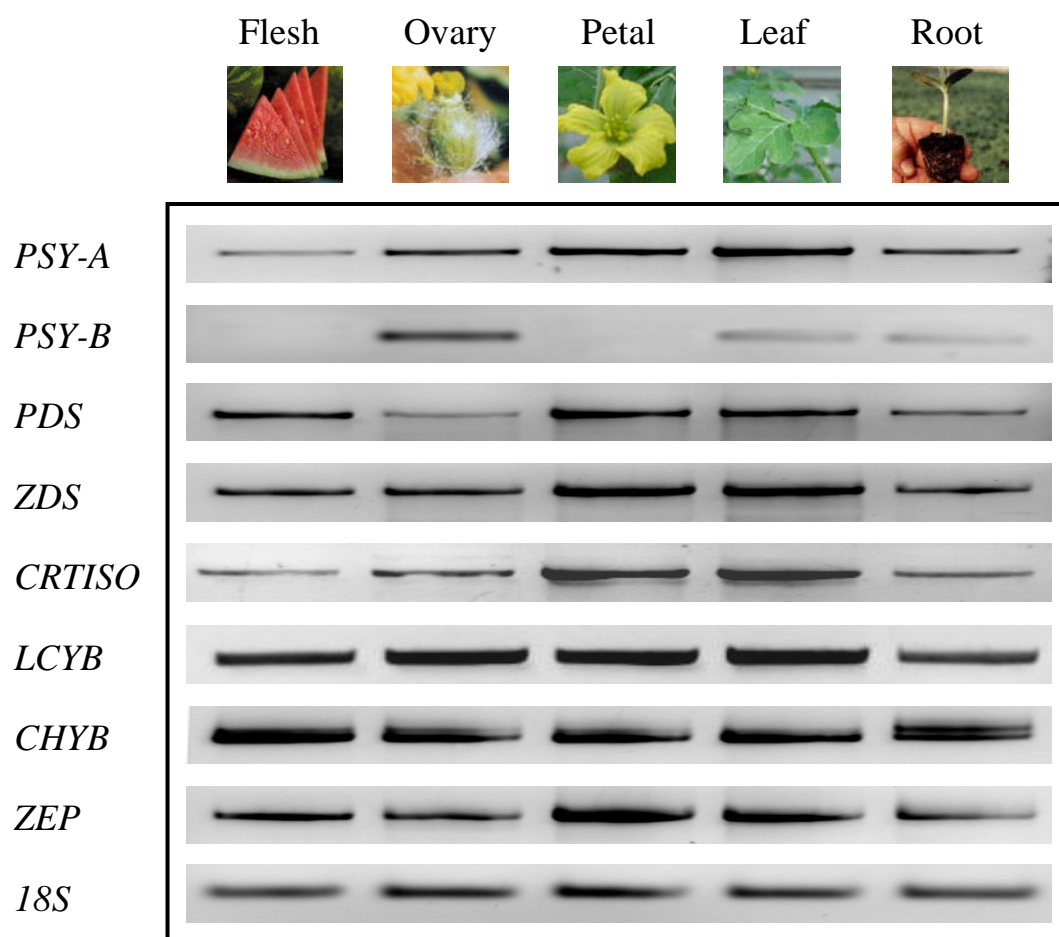 Flesh Ovary Petal Leaf Root
PSY-A
PSY-B
PDS
ZDS
CRTISO
LCYB
CHYB
ZEP
18S